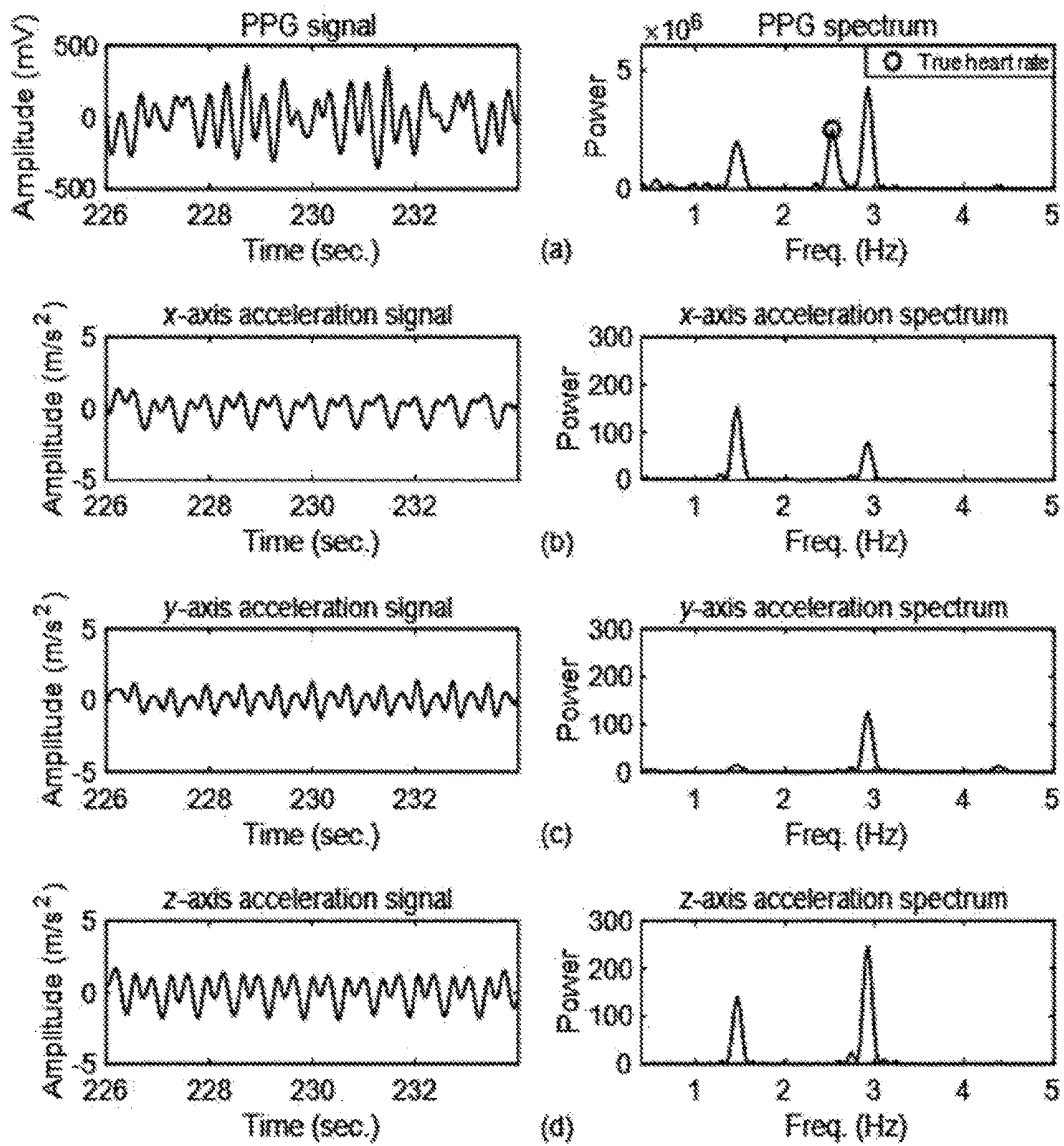 PPG signal
Amplitude (mV)
500
0
-500
226 228 230 232
Time (sec.)
PPG spectrum
×10^6
Power
5
0
True heart rate
1 2 3 4 5
Freq. (Hz)
(a)
x-axis acceleration signal
Amplitude (m/s^2)
5
0
-5
226 228 230 232
Time (sec.)
x-axis acceleration spectrum
Power
300
200
100
0
1 2 3 4 5
Freq. (Hz)
(b)
y-axis acceleration signal
Amplitude (m/s^2)
5
0
-5
226 228 230 232
Time (sec.)
y-axis acceleration spectrum
Power
300
200
100
0
1 2 3 4 5
Freq. (Hz)
(c)
z-axis acceleration signal
Amplitude (m/s^2)
5
0
-5
226 228 230 232
Time (sec.)
z-axis acceleration spectrum
Power
300
200
100
0
1 2 3 4 5
Freq. (Hz)
(d)